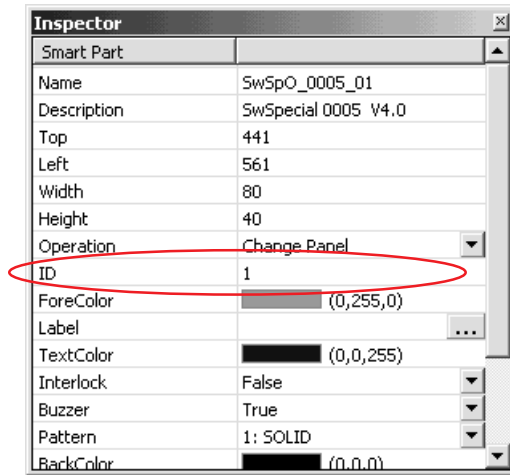 Inspector
Smart Part
Name SwSpO_0005_01
Description SwSpecial 0005 V4.0
Top 441
Left 561
Width 80
Height 40
Operation Change Panel
ID 1
ForeColor (0,255,0)
Label ...
TextColor (0,0,255)
Interlock False
Buzzer True
Pattern 1: SOLID
BackColor (0,0,0)